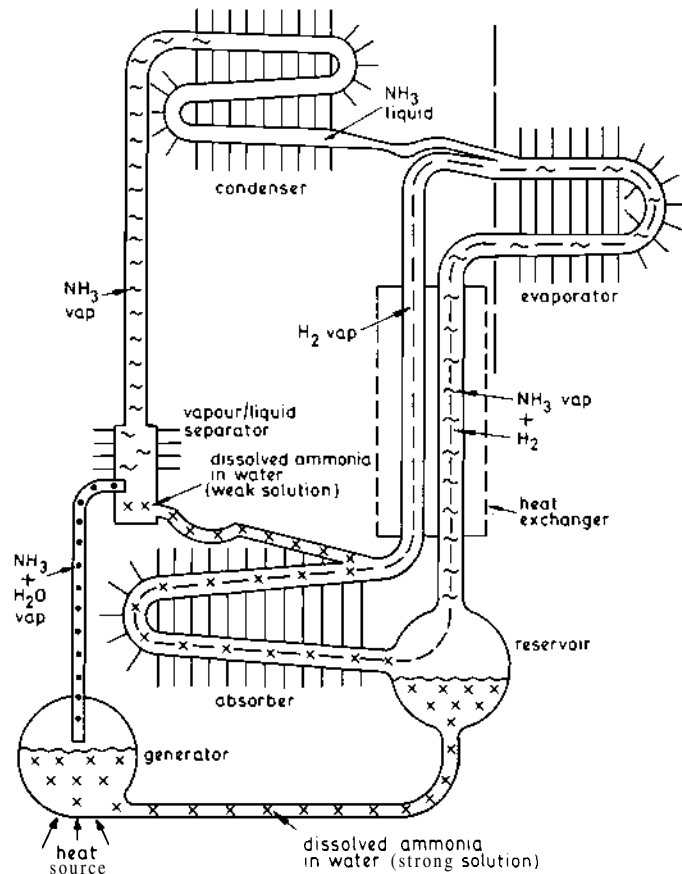 NH₃
liquid
condenser
NH₃
vap
H₂ vap
evaporator
NH₃ vap
+
H₂
vapour/liquid
separator
dissolved ammonia
in water
(weak solution)
heat
exchanger
NH₃
+
H₂O
vap
reservoir
absorber
generator
heat
source
dissolved ammonia
in water (strong solution)